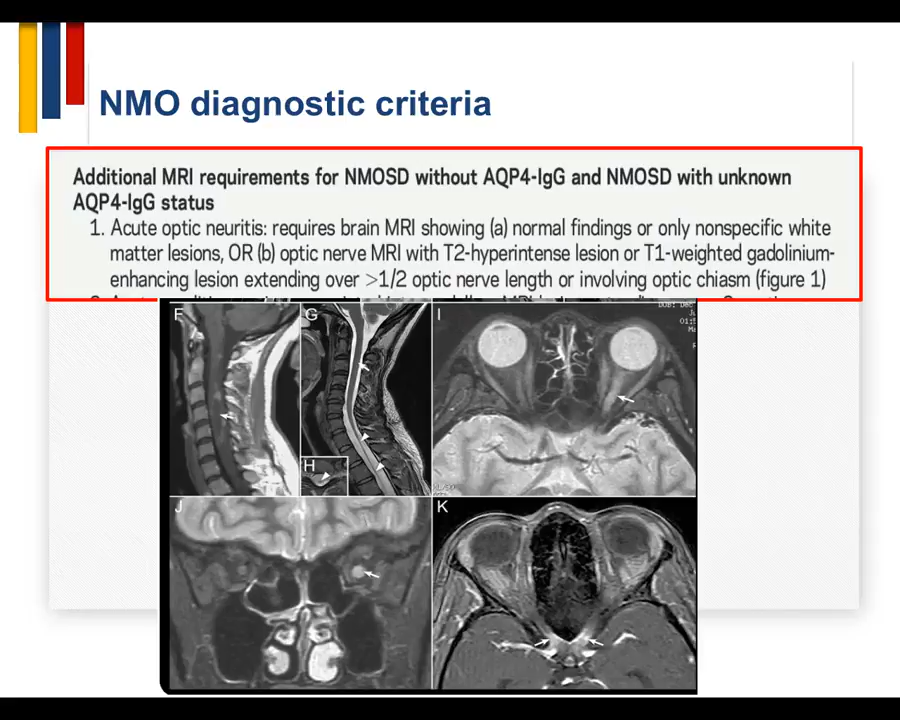 NMO diagnostic criteria
Additional MRI requirements for NMOSD without AQP4-IgG and NMOSD with unknown
AQP4-IgG status
1. Acute optic neuritis: requires brain MRI showing (a) normal findings or only nonspecific white
matter lesions, OR (b) optic nerve MRI with T2-hyperintense lesion or T1-weighted gadolinium-
enhancing lesion extending over >1/2 optic nerve length or involving optic chiasm (figure 1)
F
G
H
I
J
K